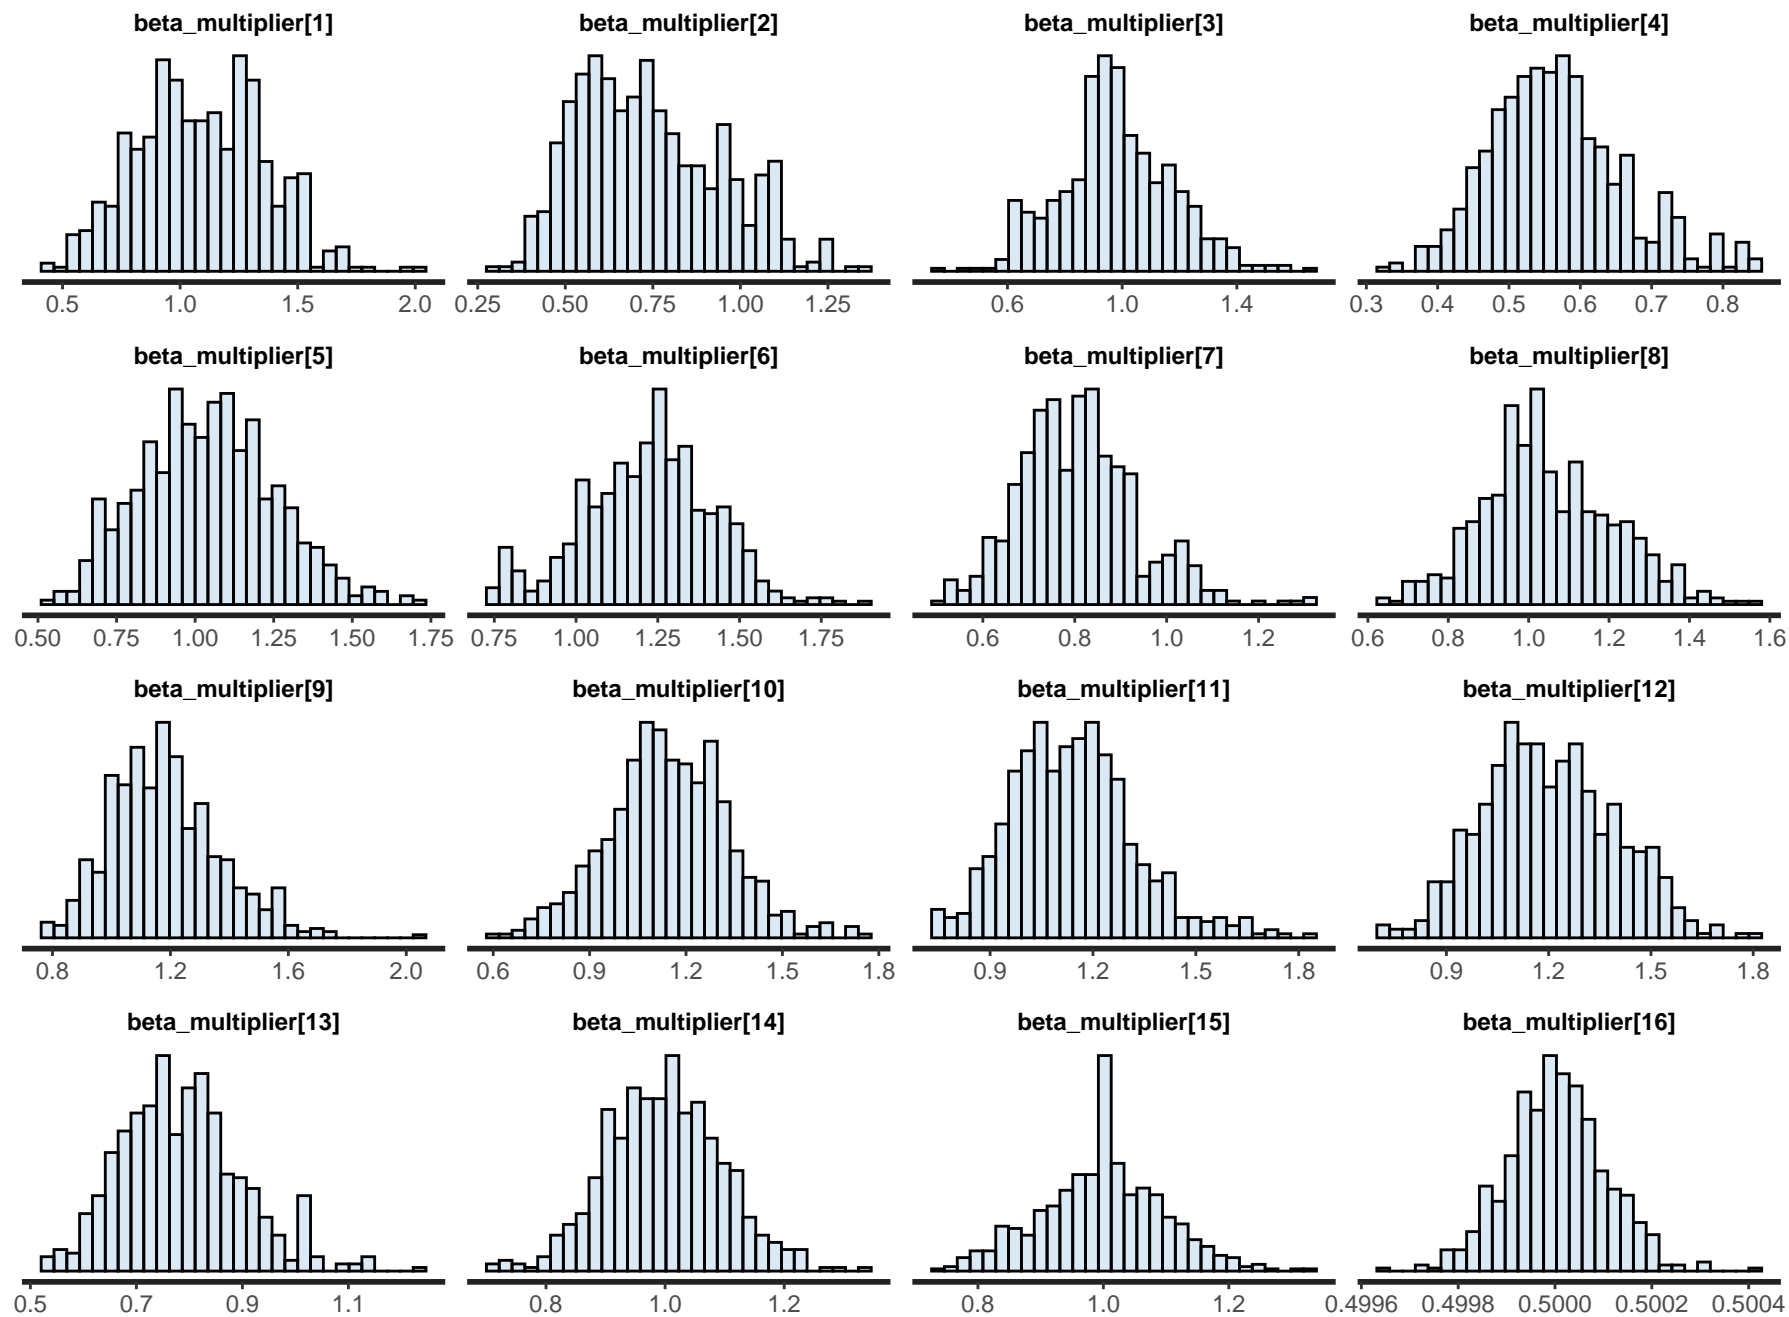 beta_multiplier[1] beta_multiplier[2] beta_multiplier[3] beta_multiplier[4]
0.5 1.0 1.5 2.0 0.25 0.50 0.75 1.00 1.25 0.6 1.0 1.4 0.3 0.4 0.5 0.6 0.7 0.8
beta_multiplier[5] beta_multiplier[6] beta_multiplier[7] beta_multiplier[8]
0.50 0.75 1.00 1.25 1.50 1.75 0.75 1.00 1.25 1.50 1.75 0.6 0.8 1.0 1.2 0.6 0.8 1.0 1.2 1.4 1.6
beta_multiplier[9] beta_multiplier[10] beta_multiplier[11] beta_multiplier[12]
0.8 1.2 1.6 2.0 0.6 0.9 1.2 1.5 1.8 0.9 1.2 1.5 1.8 0.9 1.2 1.5 1.8
beta_multiplier[13] beta_multiplier[14] beta_multiplier[15] beta_multiplier[16]
0.5 0.7 0.9 1.1 0.8 1.0 1.2 0.8 1.0 1.2 0.4996 0.4998 0.5000 0.5002 0.5004